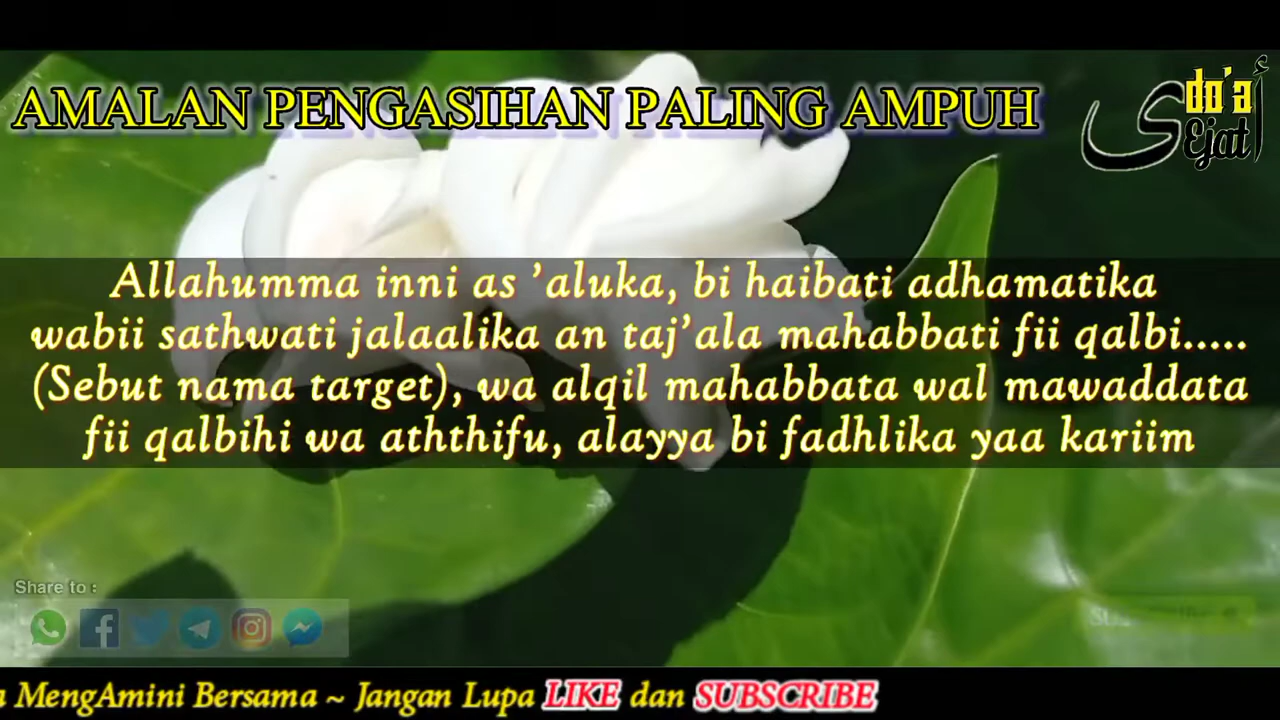 AMALAN PENGASIHAN PALING AMPUH
do'a
Ejati
أ
ى
Allahumma inni as 'aluka, bi haibati adhamatika
wabii sathwati jalaalika an taj'ala mahabbati fii qalbi.....
(Sebut nama target), wa alqil mahabbata wal mawaddata
fii qalbihi wa aththifu, alayya bi fadhlika yaa kariim
Share to :
a MengAmini Bersama ~ Jangan Lupa LIKE dan SUBSCRIBE